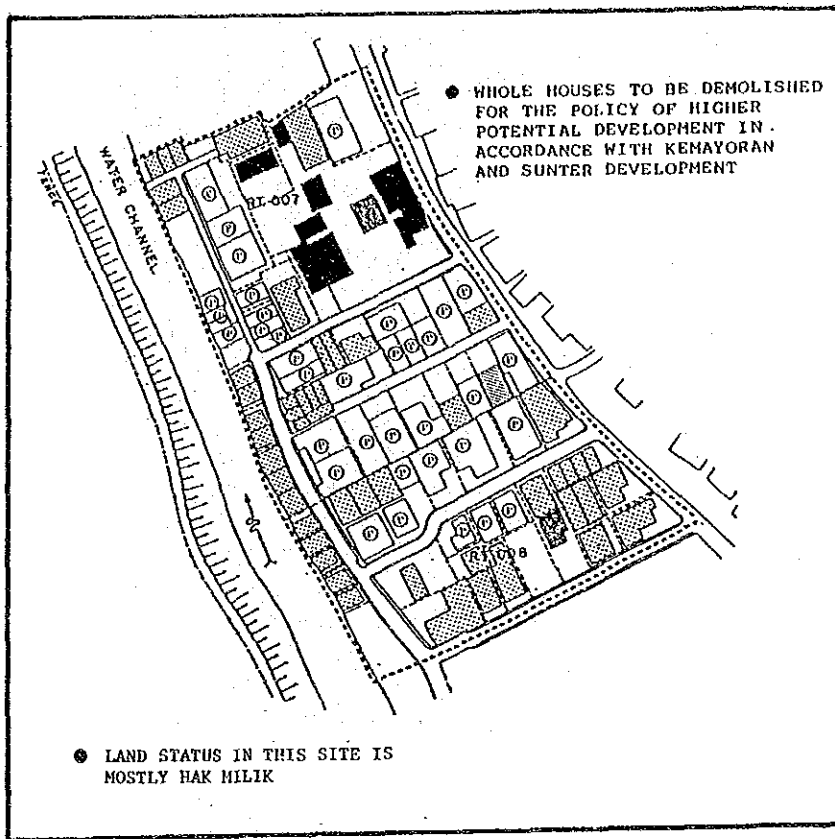 ● WHOLE HOUSES TO BE DEMOLISHED
FOR THE POLICY OF HIGHER
POTENTIAL DEVELOPMENT IN.
ACCORDANCE WITH KEMAYORAN
AND SUNTER DEVELOPMENT
WATER CHANNEL
RT-007
RT-008
● LAND STATUS IN THIS SITE IS
MOSTLY HAK MILIK